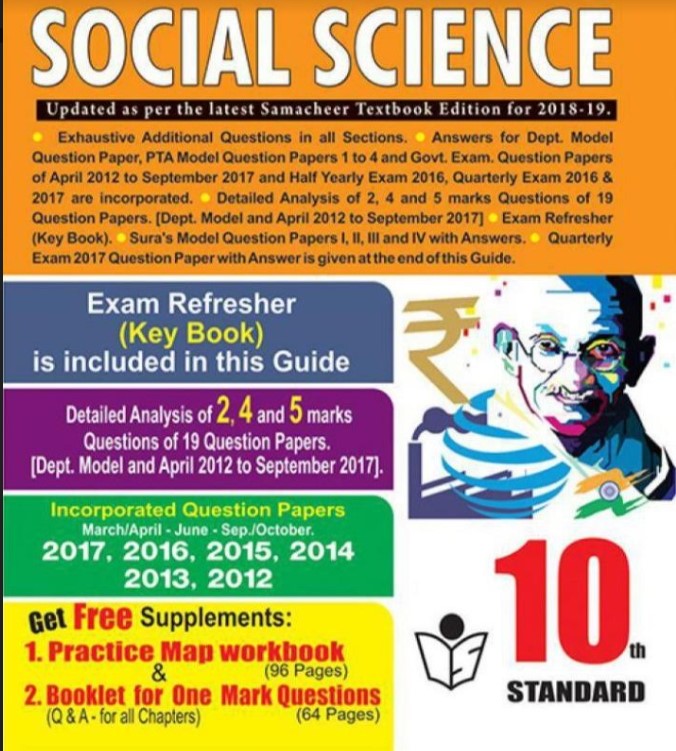 SOCIAL SCIENCE
Updated as per the latest Samacheer Textbook Edition for 2018-19.
Exhaustive Additional Questions in all Sections. Answers for Dept. Model
Question Paper, PTA Model Question Papers 1 to 4 and Govt. Exam. Question Papers
of April 2012 to September 2017 and Half Yearly Exam 2016, Quarterly Exam 2016 &
2017 are incorporated. Detailed Analysis of 2, 4 and 5 marks Questions of 19
Question Papers. [Dept. Model and April 2012 to September 2017] Exam Refresher
(Key Book). Sura's Model Question Papers I, II, III and IV with Answers. Quarterly
Exam 2017 Question Paper with Answer is given at the end of this Guide.
Exam Refresher
(Key Book)
is included in this Guide
Detailed Analysis of 2, 4 and 5 marks
Questions of 19 Question Papers.
[Dept. Model and April 2012 to September 2017].
Incorporated Question Papers
March/April - June - Sep./October.
2017, 2016, 2015, 2014
2013, 2012
Get Free Supplements:
1. Practice Map workbook
& (96 Pages)
2. Booklet for One Mark Questions
(Q & A - for all Chapters) (64 Pages)
₹
10th
STANDARD